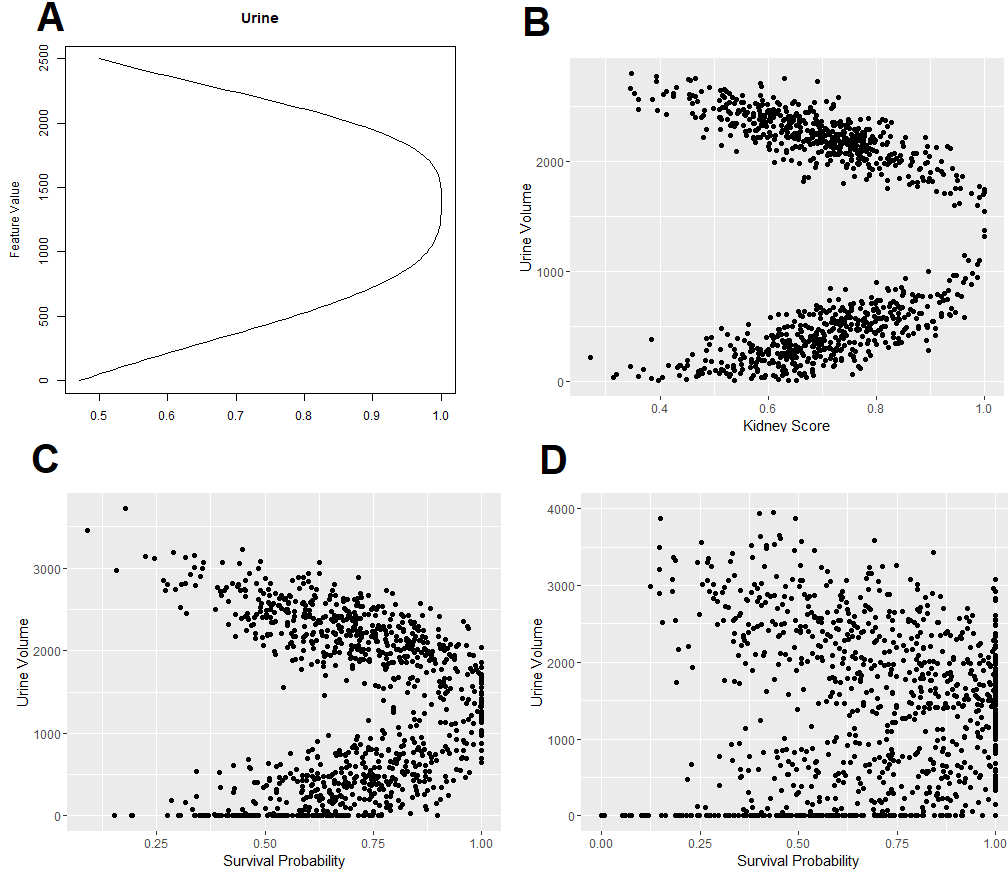 A
Urine
Feature Value
2500
2000
1500
1000
500
0
0.5 0.6 0.7 0.8 0.9 1.0
B
Urine Volume
2000
1000
0
0.4 0.6 0.8 1.0
Kidney Score
C
Urine Volume
3000
2000
1000
0
0.25 0.50 0.75 1.00
Survival Probability
D
Urine Volume
4000
3000
2000
1000
0
0.00 0.25 0.50 0.75 1.00
Survival Probability